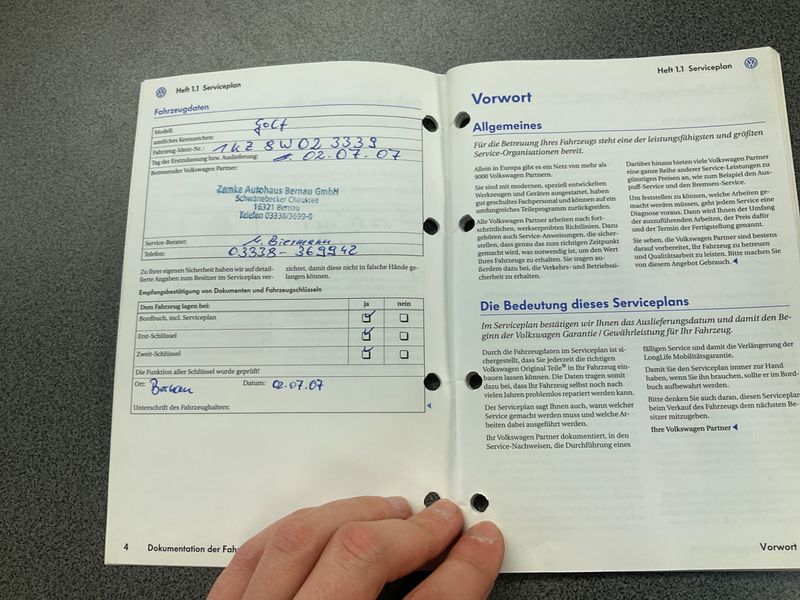 Heft 1.1 Serviceplan
Fahrzeugdaten
Modell: Golf
amtliches Kennzeichen:
Fahrzeug-Ident-Nr.: 1KZ 8W02 3339
Tag der Erstzulassung bzw. Auslieferung: 02.07.07
Betreuender Volkswagen Partner:
Zemke Autohaus Bernau GmbH
Schwanebecker Chaussee
16321 Bernau
Telefon 03338/3699-0
Service-Berater: M. Biermann
Telefon: 03338-369942
Zu Ihrer eigenen Sicherheit haben wir auf detail-
lierte Angaben zum Besitzer im Serviceplan ver-
zichtet, damit diese nicht in falsche Hände ge-
langen können.
Empfangsbestätigung von Dokumenten und Fahrzeugschlüsseln
Dem Fahrzeug lagen bei: ja nein
Bordbuch, incl. Serviceplan
Erst-Schlüssel
Zweit-Schlüssel
Die Funktion aller Schlüssel wurde geprüft!
Ort: Bernau Datum: 02.07.07
Unterschrift des Fahrzeughalters:
4 Dokumentation der Fah
Heft 1.1 Serviceplan
Vorwort
Allgemeines
Für die Betreuung Ihres Fahrzeugs steht eine der leistungsfähigsten und größten
Service-Organisationen bereit.
Allein in Europa gibt es ein Netz von mehr als
9000 Volkswagen Partnern.
Sie sind mit modernen, speziell entwickelten
Werkzeugen und Geräten ausgestattet, haben
gut geschultes Fachpersonal und können auf ein
umfangreiches Teileprogramm zurückgreifen.
Alle Volkswagen Partner arbeiten nach fort-
schrittlichen, werkserprobten Richtlinien. Dazu
gehören auch Service-Anweisungen, die sicher-
stellen, dass genau das zum richtigen Zeitpunkt
gemacht wird, was notwendig ist, um den Wert
Ihres Fahrzeugs zu erhalten. Sie tragen au-
ßerdem dazu bei, die Verkehrs- und Betriebssi-
cherheit zu erhalten.
Darüber hinaus bieten viele Volkswagen Partner
eine ganze Reihe anderer Service-Leistungen zu
günstigen Preisen an, wie zum Beispiel den Aus-
puff-Service und den Bremsen-Service.
Um feststellen zu können, welche Arbeiten ge-
macht werden müssen, geht jedem Service eine
Diagnose voraus. Dann wird Ihnen der Umfang
der auszuführenden Arbeiten, der Preis dafür
und der Termin der Fertigstellung genannt.
Sie sehen, die Volkswagen Partner sind bestens
darauf vorbereitet, Ihr Fahrzeug zu betreuen
und Qualitätsarbeit zu leisten. Bitte machen Sie
von diesem Angebot Gebrauch.
Die Bedeutung dieses Serviceplans
Im Serviceplan bestätigen wir Ihnen das Auslieferungsdatum und damit den Be-
ginn der Volkswagen Garantie / Gewährleistung für Ihr Fahrzeug.
Durch die Fahrzeugdaten im Serviceplan ist si-
chergestellt, dass Sie jederzeit die richtigen
Volkswagen Original Teile® in Ihr Fahrzeug ein-
bauen lassen können. Die Daten tragen somit
dazu bei, dass Ihr Fahrzeug selbst noch nach
vielen Jahren problemlos repariert werden kann.
Der Serviceplan sagt Ihnen auch, wann welcher
Service gemacht werden muss und welche Ar-
beiten dabei ausgeführt werden.
Ihr Volkswagen Partner dokumentiert, in den
Service-Nachweisen, die Durchführung eines
fälligen Service und damit die Verlängerung der
LongLife Mobilitätsgarantie.
Damit Sie den Serviceplan immer zur Hand
haben, wenn Sie ihn brauchen, sollte er im Bord-
buch aufbewahrt werden.
Bitte denken Sie auch daran, diesen Serviceplan
beim Verkauf des Fahrzeugs dem nächsten Be-
sitzer mitzugeben.
Ihre Volkswagen Partner
Vorwort